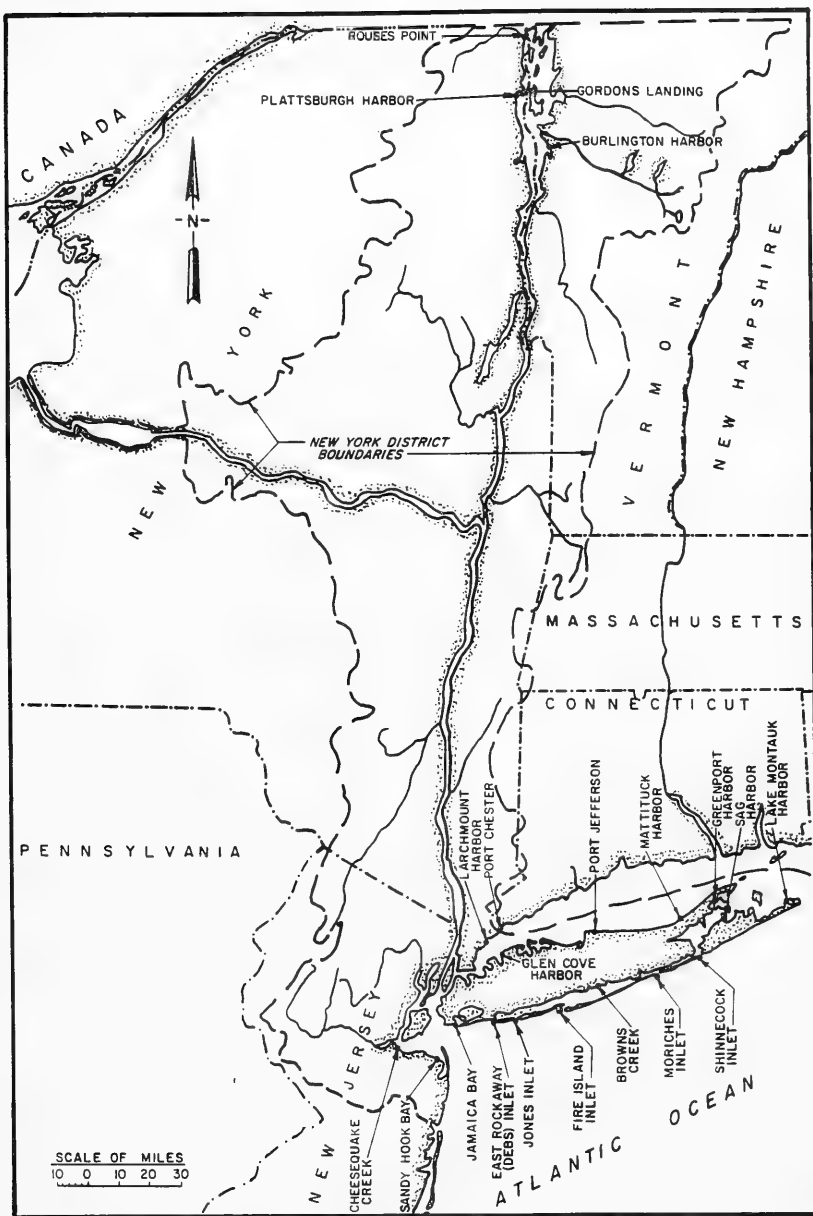 ROUSES POINT
PLATTSBURGH HARBOR
GORDONS LANDING
BURLINGTON HARBOR
CANADA
-N-
NEW YORK
VERMONT
NEW HAMPSHIRE
NEW YORK DISTRICT
BOUNDARIES
MASSACHUSETTS
CONNECTICUT
PENNSYLVANIA
LARCHMOUNT
HARBOR
PORT CHESTER
PORT JEFFERSON
MATTITUCK
HARBOR
GREENPORT
HARBOR
SAG
HARBOR
LAKE MONTAUK
HARBOR
GLEN COVE
HARBOR
NEW JERSEY
CHEESEQUAKE
CREEK
SANDY HOOK BAY
JAMAICA BAY
EAST ROCKAWAY
(DEBS) INLET
JONES INLET
FIRE ISLAND
INLET
BROWNS
CREEK
MORICHES
INLET
SHINNECOCK
INLET
ATLANTIC OCEAN
SCALE OF MILES
10 0 10 20 30